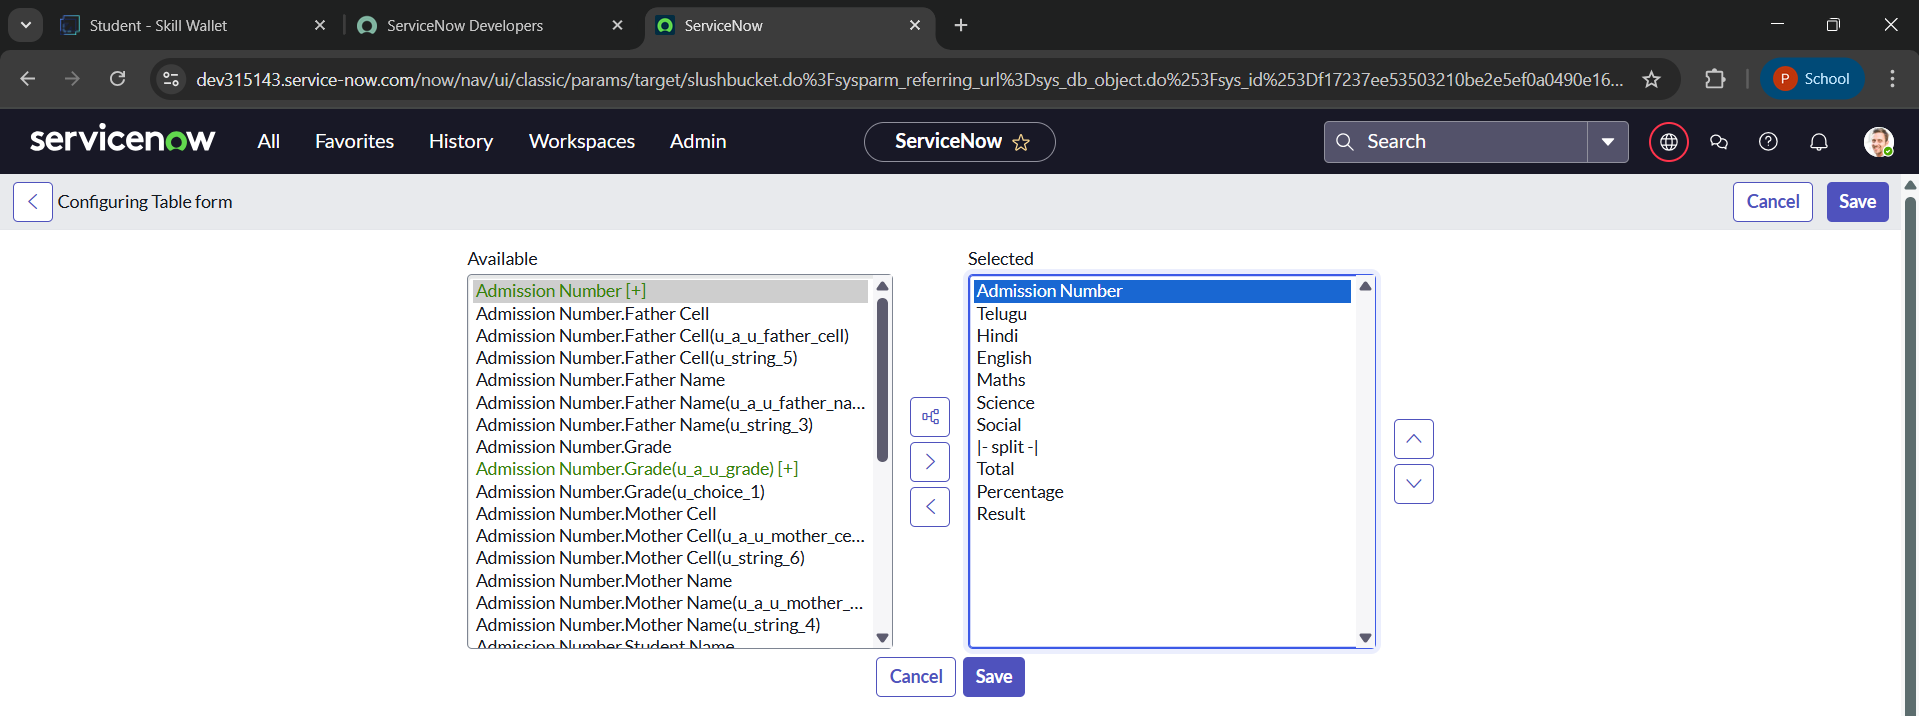 Student - Skill Wallet
ServiceNow Developers
ServiceNow
dev315143.service-now.com/now/nav/ui/classic/params/target/slushbucket.do%3Fsysparm_referring_url%3Dsys_db_object.do%253Fsys_id%253Df17237ee53503210be2e5ef0a0490e16...
P School
servicenow
All
Favorites
History
Workspaces
Admin
ServiceNow
Search
Configuring Table form
Cancel
Save
Available
Admission Number [+]
Admission Number.Father Cell
Admission Number.Father Cell(u_a_u_father_cell)
Admission Number.Father Cell(u_string_5)
Admission Number.Father Name
Admission Number.Father Name(u_a_u_father_na...
Admission Number.Father Name(u_string_3)
Admission Number.Grade
Admission Number.Grade(u_a_u_grade) [+]
Admission Number.Grade(u_choice_1)
Admission Number.Mother Cell
Admission Number.Mother Cell(u_a_u_mother_ce...
Admission Number.Mother Cell(u_string_6)
Admission Number.Mother Name
Admission Number.Mother Name(u_a_u_mother_...
Admission Number.Mother Name(u_string_4)
Admission Number.Student Name
Selected
Admission Number
Telugu
Hindi
English
Maths
Science
Social
|- split -|
Total
Percentage
Result
Cancel
Save